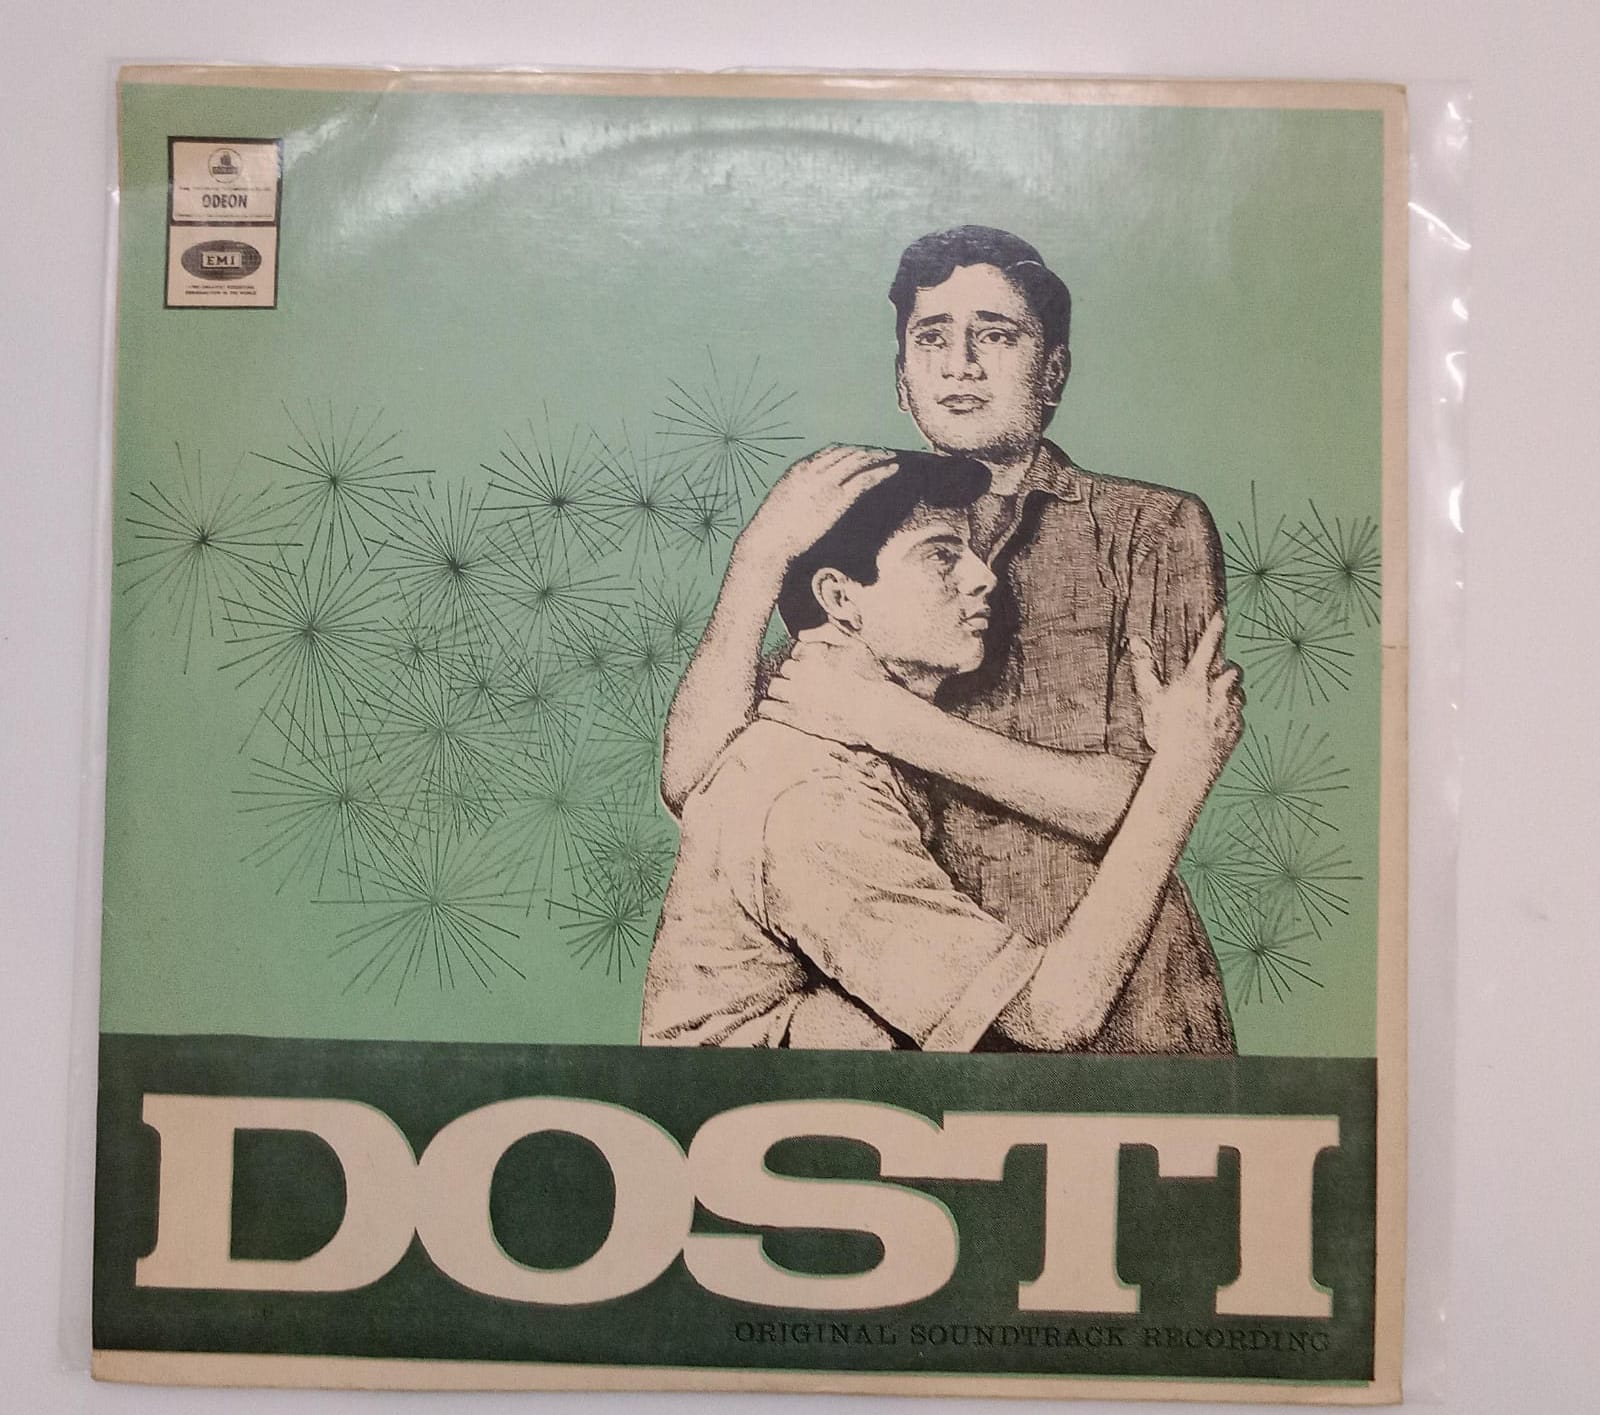 ODEON
EMI
DOSTI
ORIGINAL SOUNDTRACK RECORDING